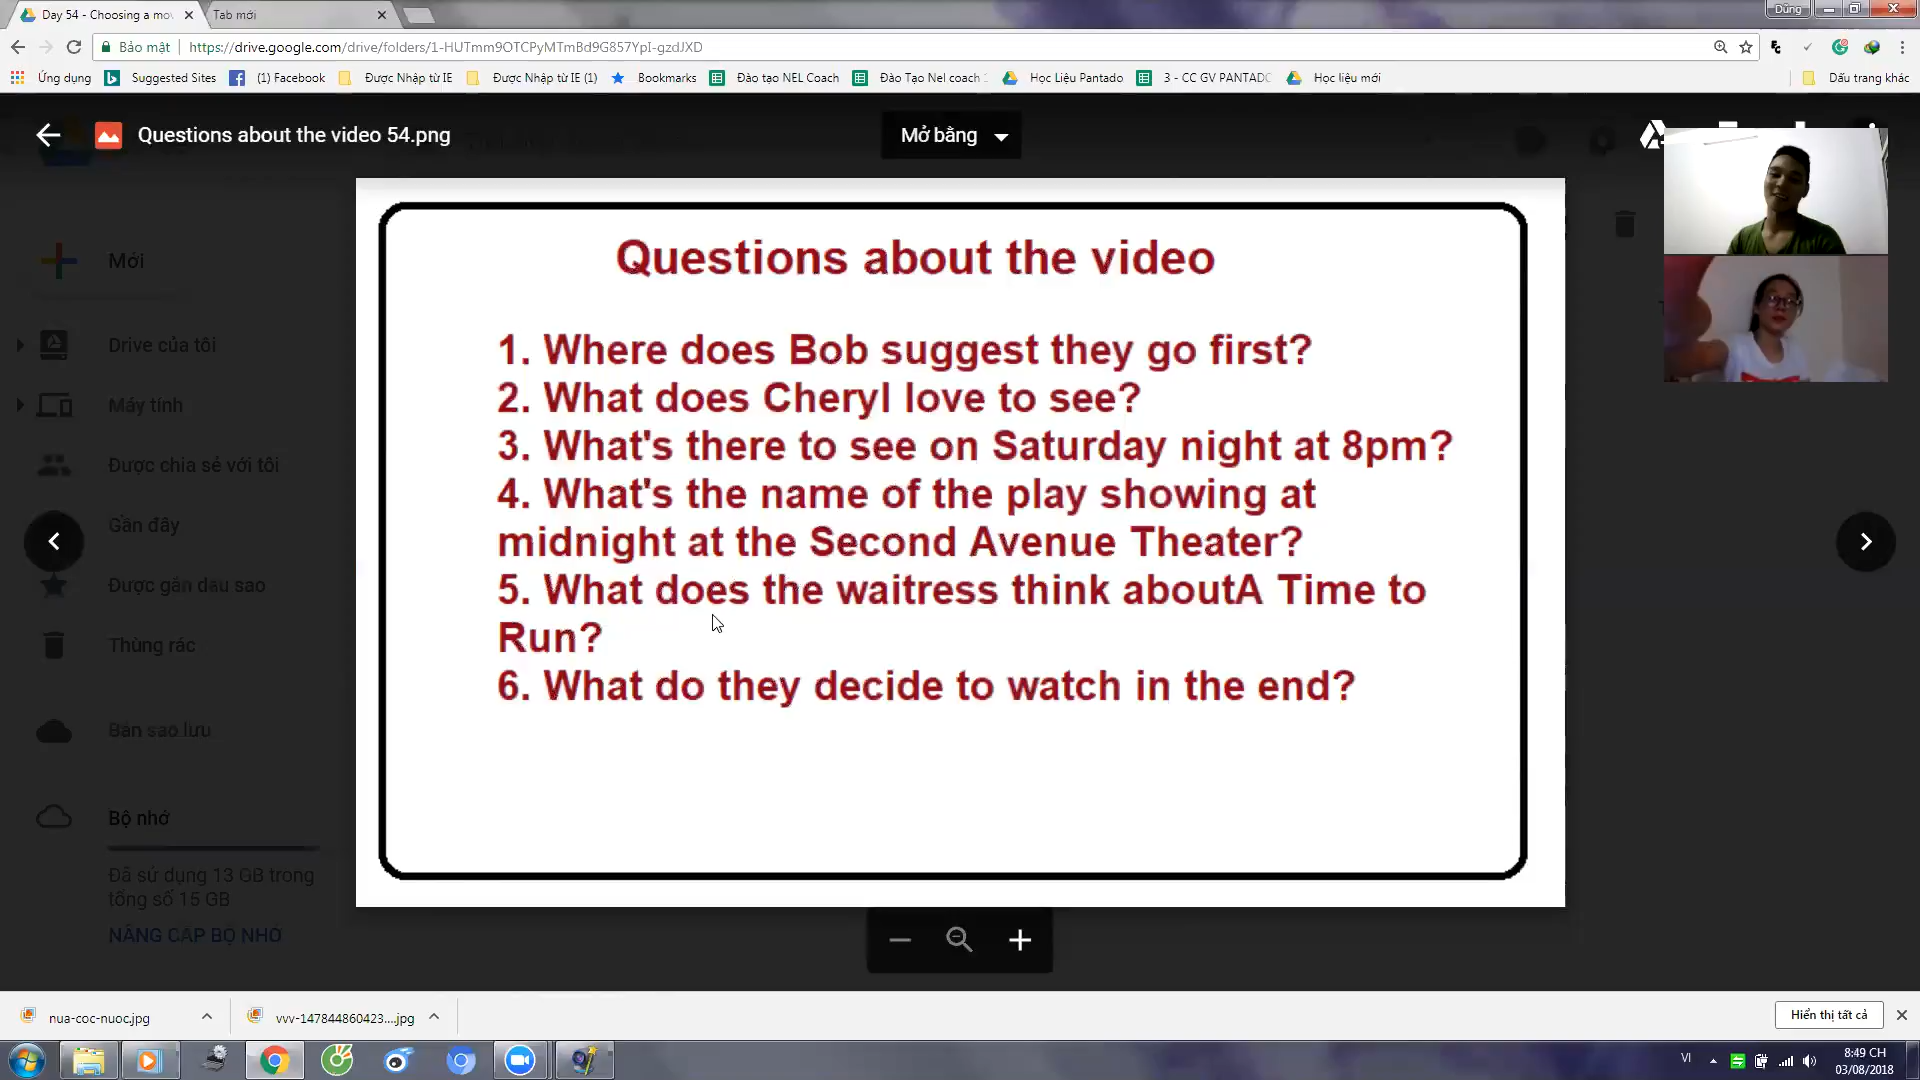 Day 54 - Choosing a mov
Tab mới
Dũng
Bảo mật
https://drive.google.com/drive/folders/1-HUTmm9OTCPyMTmBd9G857YpI-gzdJXD
Ứng dụng
Suggested Sites
(1) Facebook
Được Nhập từ IE
Được Nhập từ IE (1)
Bookmarks
Đào tạo NEL Coach
Đào Tạo Nel coach
Học Liệu Pantado
3 - CC GV PANTADO
Học liệu mới
Dấu trang khác
Questions about the video 54.png
Mở bằng
Mới
Drive của tôi
Máy tính
Được chia sẻ với tôi
Gần đây
Được gắn dấu sao
Thùng rác
Bản sao lưu
Bộ nhớ
Đã sử dụng 13 GB trong
tổng số 15 GB
NÂNG CẤP BỘ NHỚ
Questions about the video
1. Where does Bob suggest they go first?
2. What does Cheryl love to see?
3. What's there to see on Saturday night at 8pm?
4. What's the name of the play showing at
midnight at the Second Avenue Theater?
5. What does the waitress think aboutA Time to
Run?
6. What do they decide to watch in the end?
nua-coc-nuoc.jpg
vvv-147844860423....jpg
Hiển thị tất cả
VI
8:49 CH
03/08/2018